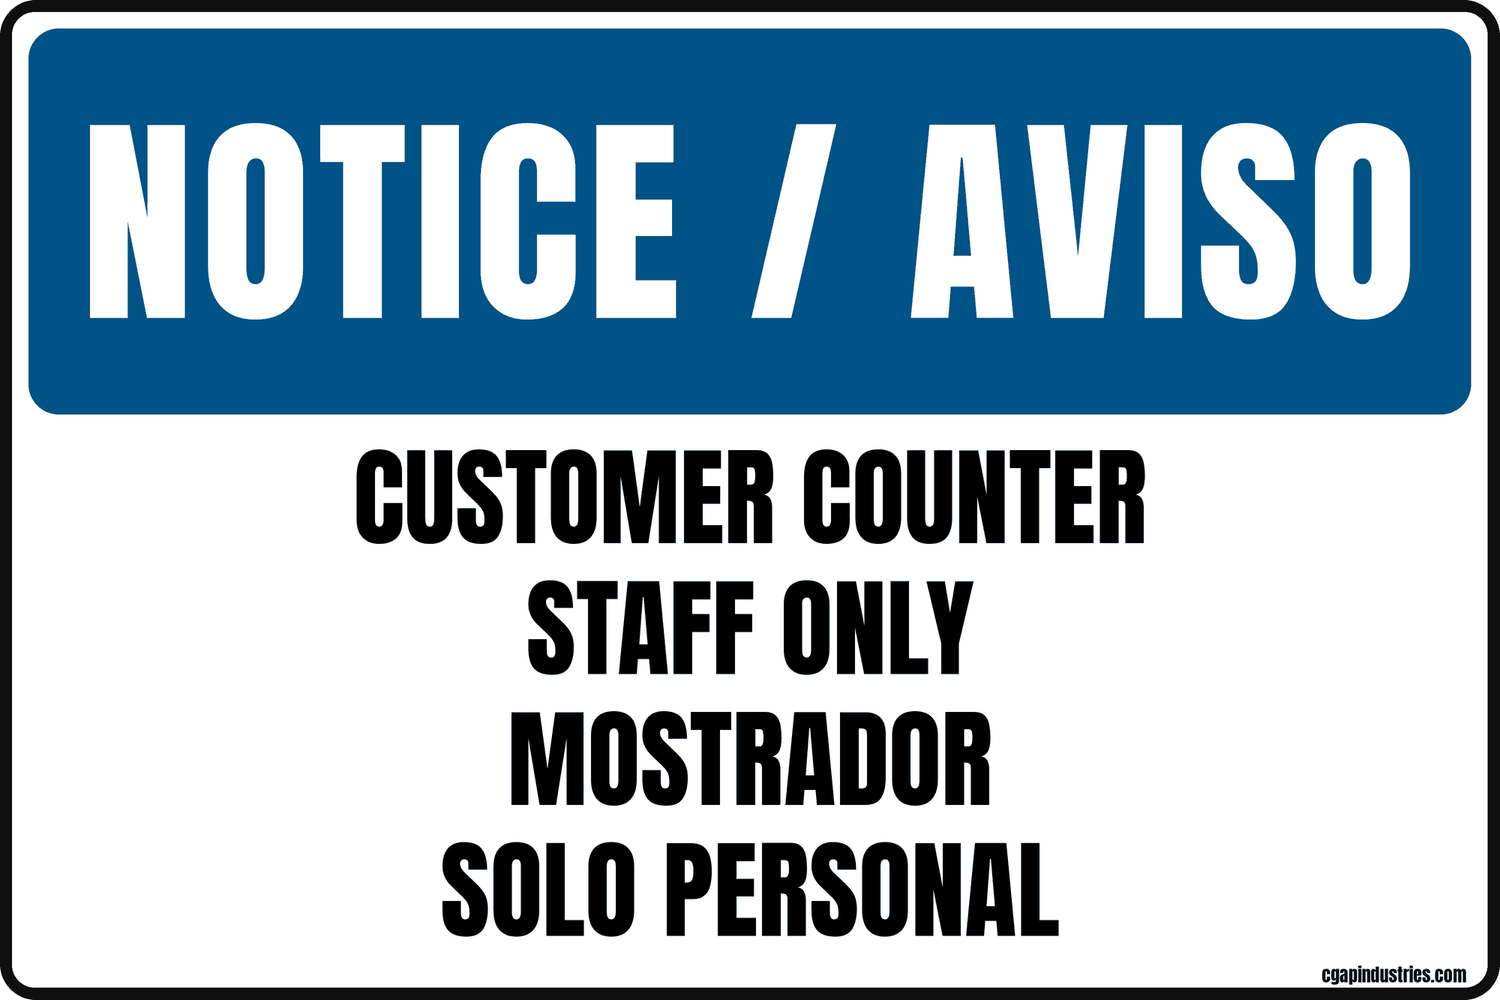 NOTICE / AVISO
CUSTOMER COUNTER
STAFF ONLY
MOSTRADOR
SOLO PERSONAL
cgapindustries.com